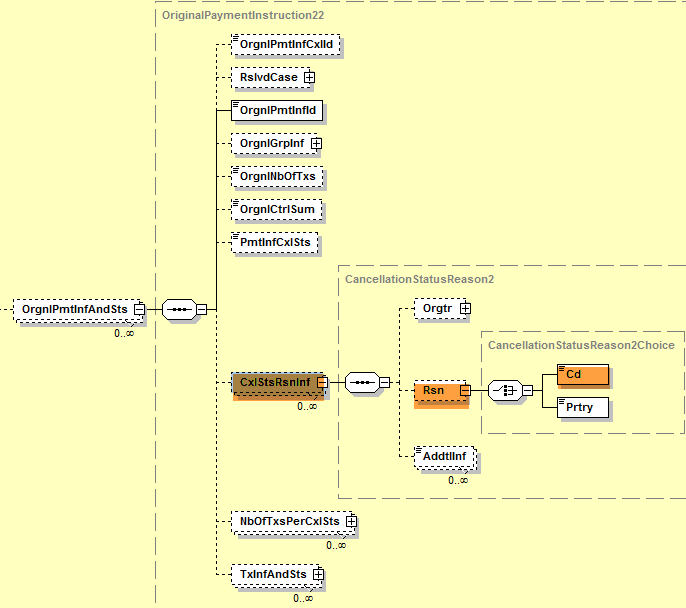 OriginalPaymentInstruction22
OrgnlPmtInfCxlId
RslvdCase
OrgnlPmtInfId
OrgnlGrpInf
OrgnlNbOfTxs
OrgnlCtrlSum
PmtInfCxlSts
CancellationStatusReason2
OrgnlPmtInfAndSts
0..∞
Orgtr
CancellationStatusReason2Choice
CxlStsRsnInf
0..∞
Rsn
Cd
Prtry
AddtlInf
0..∞
NbOfTxsPerCxlSts
0..∞
TxInfAndSts
0..∞